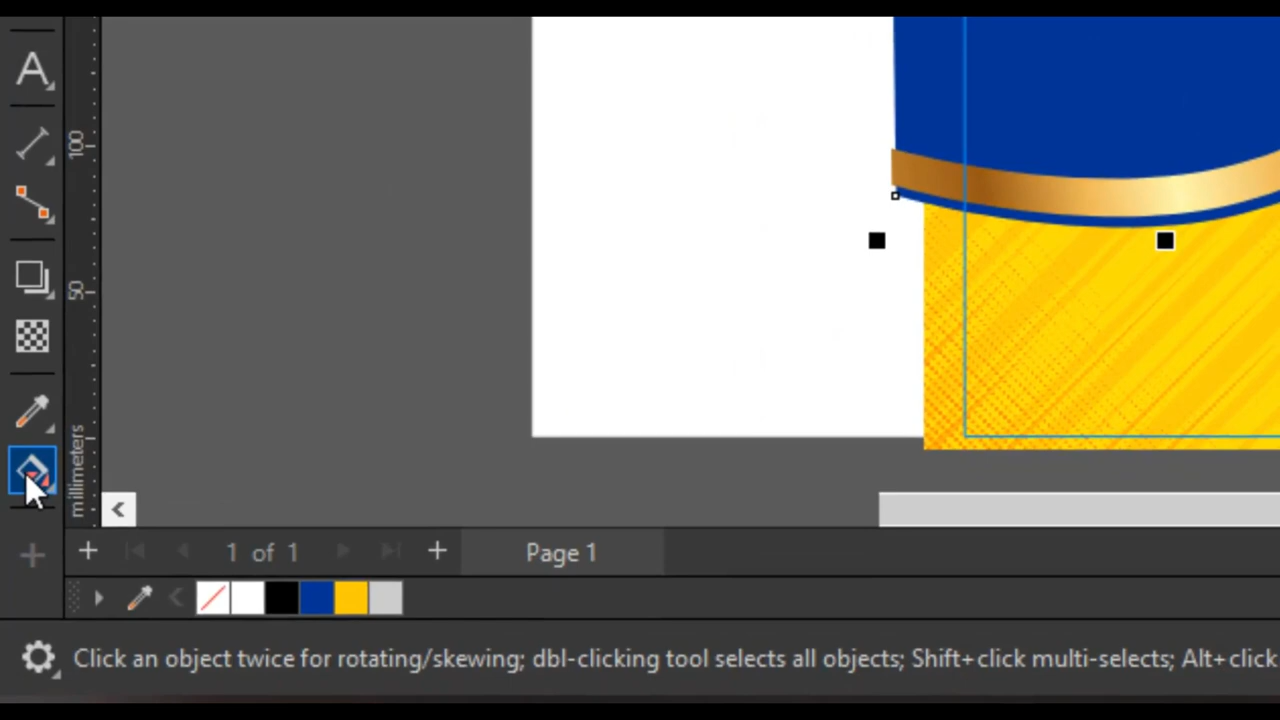 A
100
50
millimeters
1 of 1
Page 1
Click an object twice for rotating/skewing; dbl-clicking tool selects all objects; Shift+click multi-selects; Alt+click